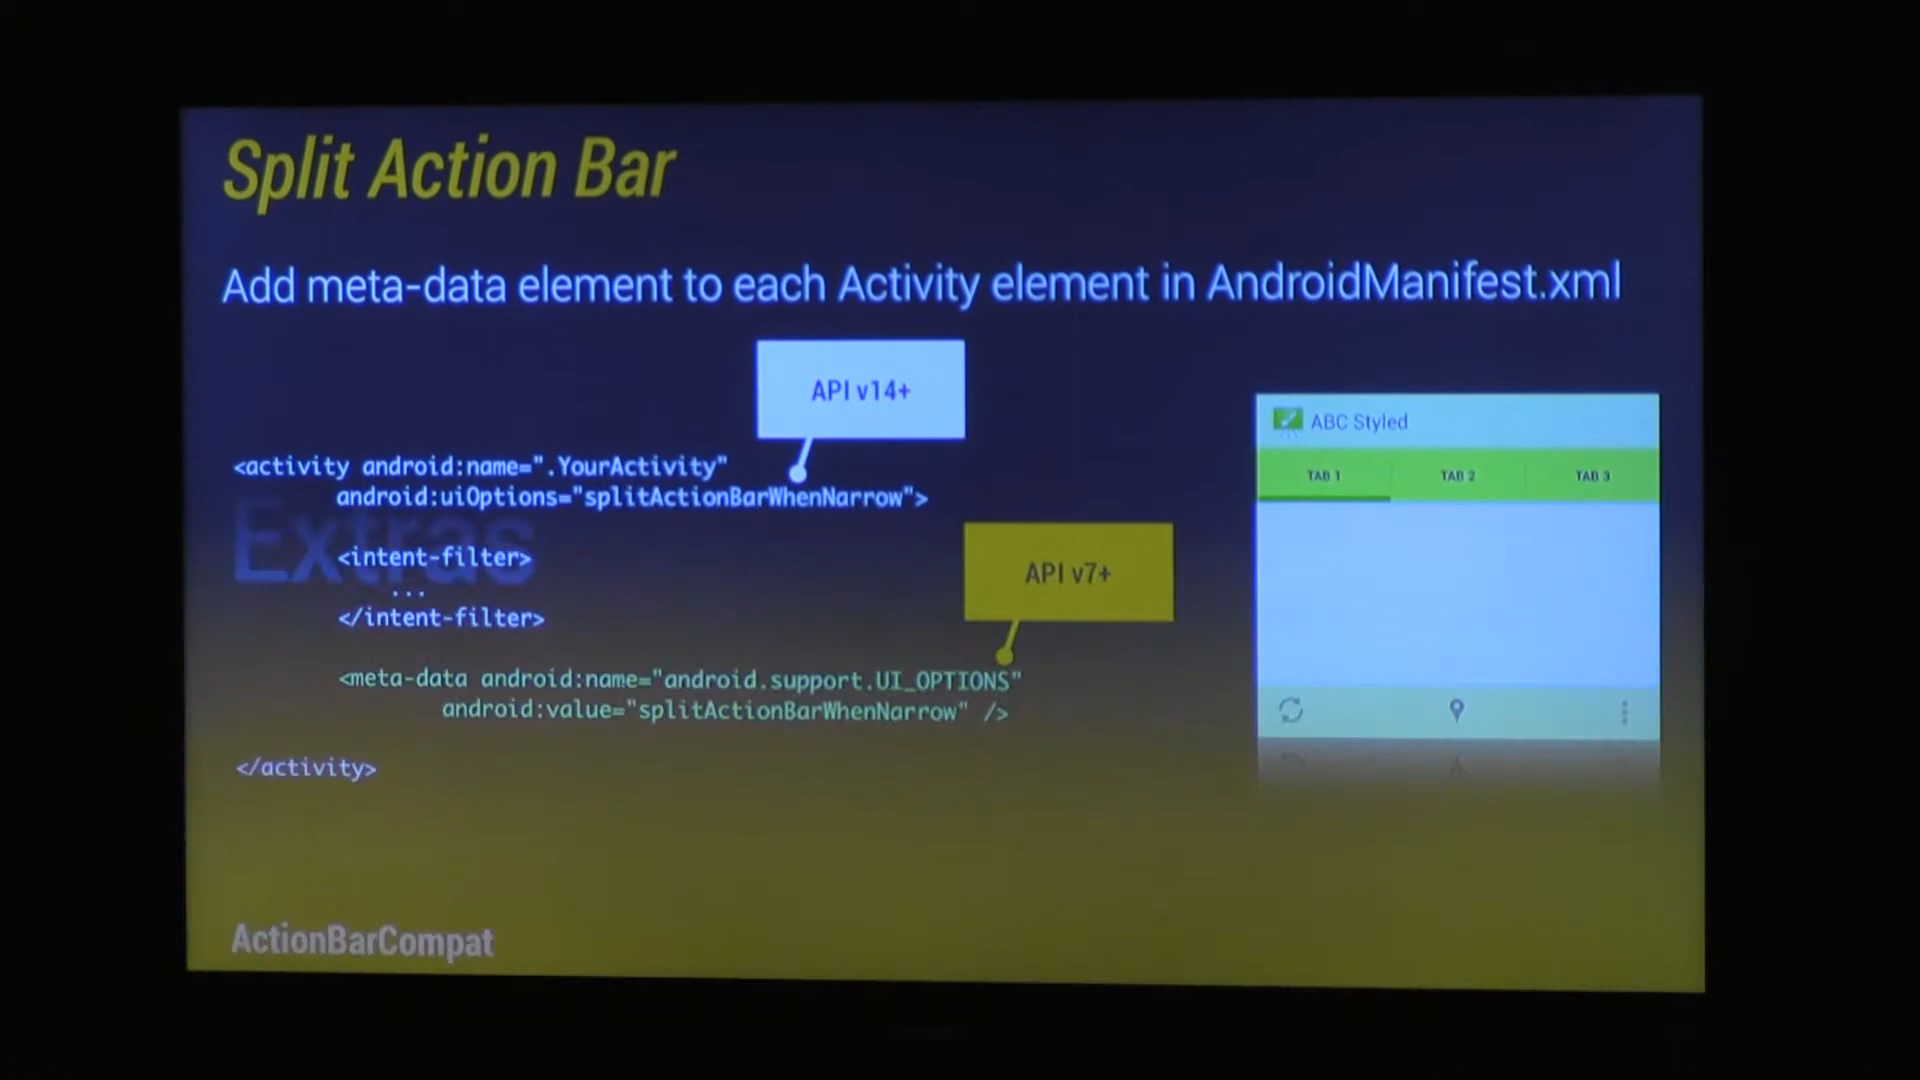 Split Action Bar
Add meta-data element to each Activity element in AndroidManifest.xml
API v14+
<activity android:name=".YourActivity"
android:uiOptions="splitActionBarWhenNarrow">
Extras
<intent-filter>
...
</intent-filter>
API v7+
<meta-data android:name="android.support.UI_OPTIONS"
android:value="splitActionBarWhenNarrow" />
</activity>
ABC Styled
TAB 1 TAB 2 TAB 3
ActionBarCompat